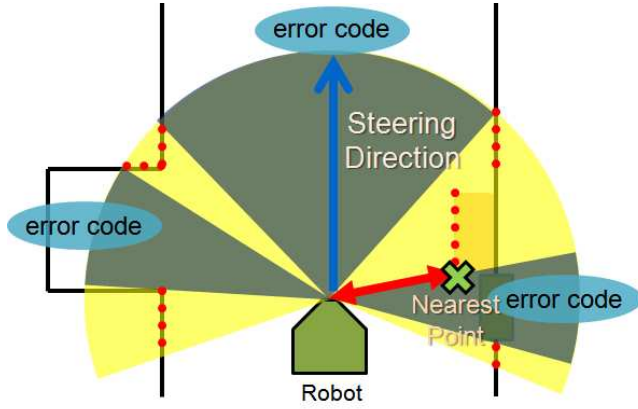 error code
Steering
Direction
error code
error code
Nearest
Point
Robot